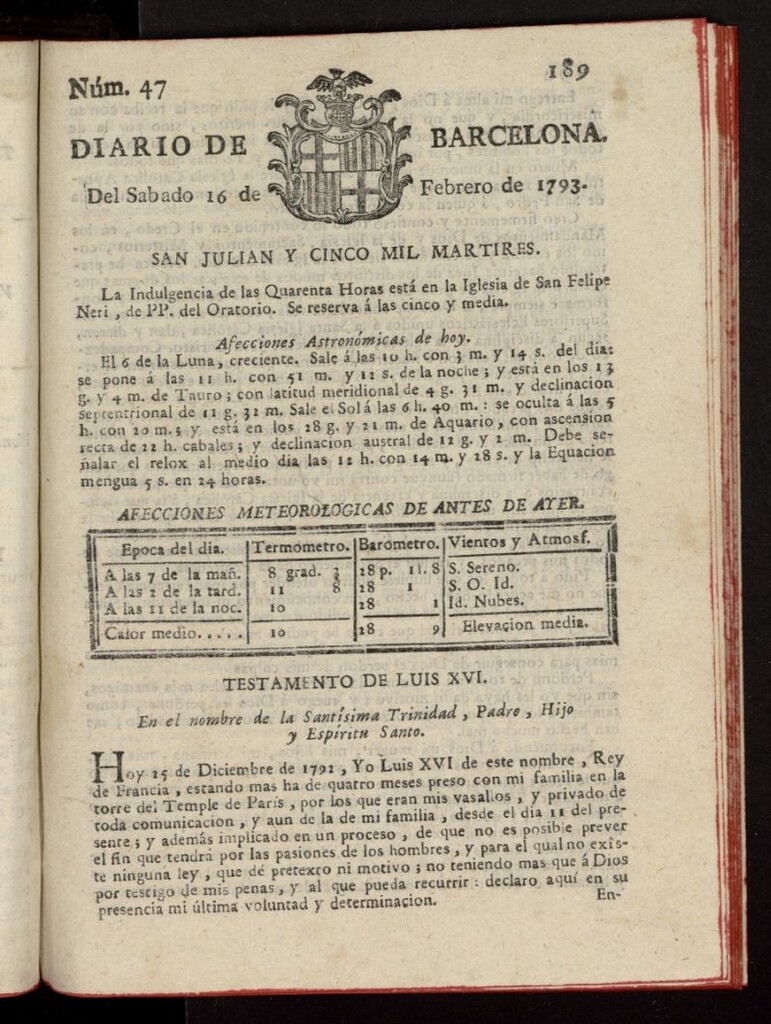 189
Núm. 47
DIARIO DE BARCELONA.
Del Sabado 16 de Febrero de 1793.
SAN JULIAN Y CINCO MIL MARTIRES.
La Indulgencia de las Quarenta Horas está en la Iglesia de San Felipe
Neri, de PP. del Oratorio. Se reserva á las cinco y media.
Afecciones Astronómicas de hoy.
El 6 de la Luna, creciente. Sale á las 10 h. con 3 m. y 14 s. del dia:
se pone á las 11 h. con 51 m. y 12 s. de la noche; y está en los 13
g. y 4 m. de Tauro; con latitud meridional de 4 g. 31 m. y declinacion
septentrional de 11 g. 32 m. Sale el Sol á las 6 h. 40 m.: se oculta á las 5
h. con 20 m.; y está en los 28 g. y 21 m. de Aquario, con ascension
recta de 22 h. cabales; y declinacion austral de 12 g. y 2 m. Debe se-
ñalar el relox al medio dia las 12 h. con 14 m. y 28 s. y la Equacion
mengua 5 s. en 24 horas.
AFECCIONES METEOROLOGICAS DE ANTES DE AYER.
Epoca del dia. Termómetro. Barometro. Vientos y Atmosf.
A las 7 de la mañ. 8 grad. 3 28 p. 11. 8 S. Sereno.
A las 2 de la tard. 11 8 28 1 S. O. Id.
A las 11 de la noc. 10 28 1 Id. Nubes.
Calor medio..... 10 28 9 Elevacion media.
TESTAMENTO DE LUIS XVI.
En el nombre de la Santísima Trinidad, Padre, Hijo
y Espíritu Santo.
Hoy 25 de Diciembre de 1792, Yo Luis XVI de este nombre, Rey
de Francia, estando mas ha de quatro meses preso con mi familia en la
torre del Temple de París, por los que eran mis vasallos, y privado de
toda comunicacion, y aun de la de mi familia, desde el dia 11 del pre-
sente; y además implicado en un proceso, de que no es posible prever
el fin que tendrá por las pasiones de los hombres, y para el qual no exîs-
te ninguna ley, que dé pretexto ni motivo; no teniendo mas que á Dios
por testigo de mis penas, y al que pueda recurrir: declaro aquí en su
presencia mi última voluntad y determinacion.
En-